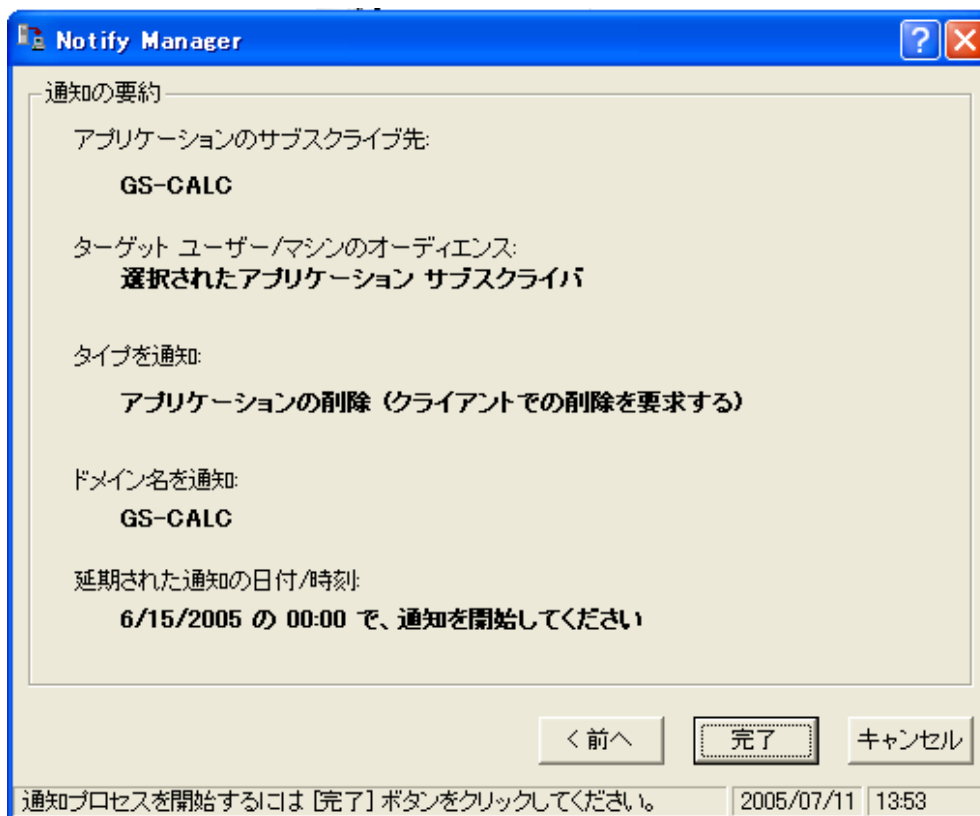 Notify Manager
通知の要約
アプリケーションのサブスクライブ先:
GS-CALC
ターゲット ユーザー/マシンのオーディエンス:
選択されたアプリケーション サブスクライバ
タイプを通知:
アプリケーションの削除 (クライアントでの削除を要求する)
ドメイン名を通知:
GS-CALC
延期された通知の日付/時刻:
6/15/2005 の 00:00 で、通知を開始してください
< 前へ 完了 キャンセル
通知プロセスを開始するには [完了] ボタンをクリックしてください。 2005/07/11 13:53